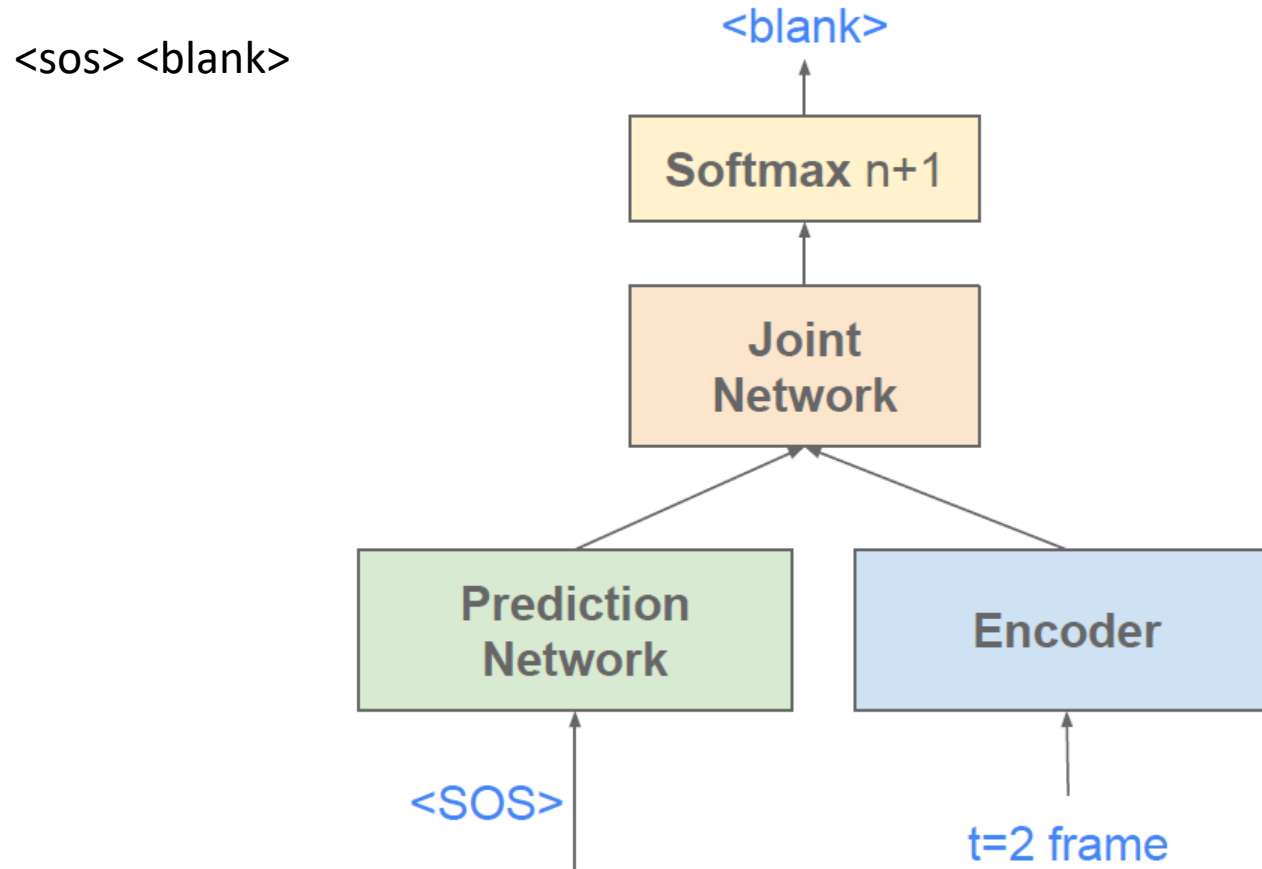 <sos> <blank>
<blank>
Softmax n+1
Joint
Network
Prediction
Network
Encoder
<SOS>
t=2 frame